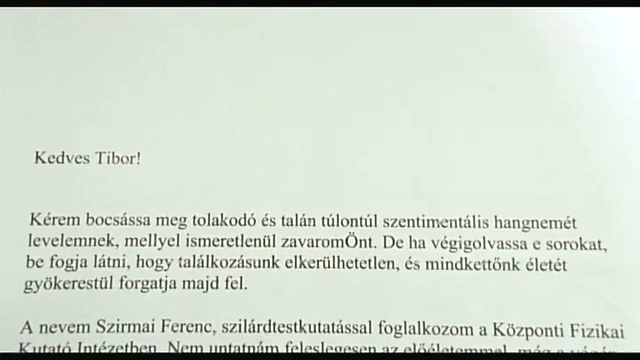 Kedves Tibor!
Kérem bocsássa meg tolakodó és talán túlontúl szentimentális hangnemét
levelemnek, mellyel ismeretlenül zavaromÖnt. De ha végigolvassa e sorokat,
be fogja látni, hogy találkozásunk elkerülhetetlen, és mindkettőnk életét
gyökerestül forgatja majd fel.
A nevem Szirmai Ferenc, szilárdtestkutatással foglalkozom a Központi Fizikai
Kutató Intézetben. Nem untatnám feleslegesen az előéletemmel, még a